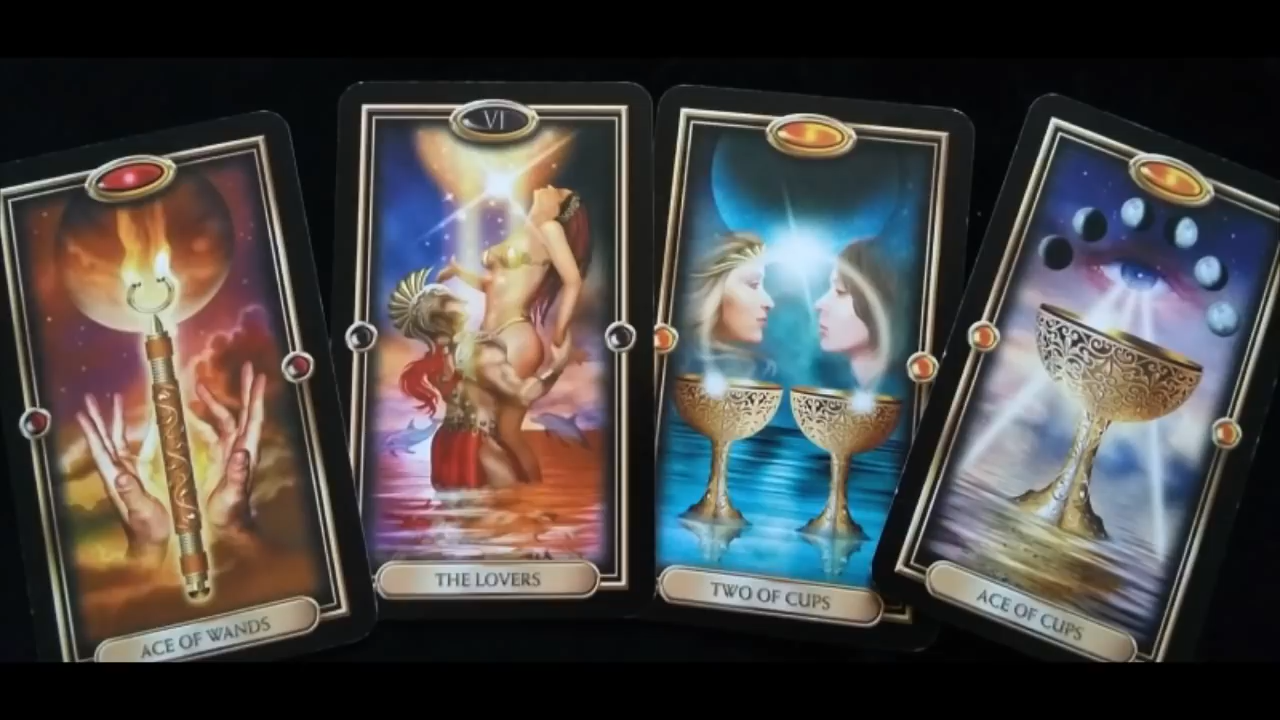 ACE OF WANDS
VI
THE LOVERS
TWO OF CUPS
ACE OF CUPS